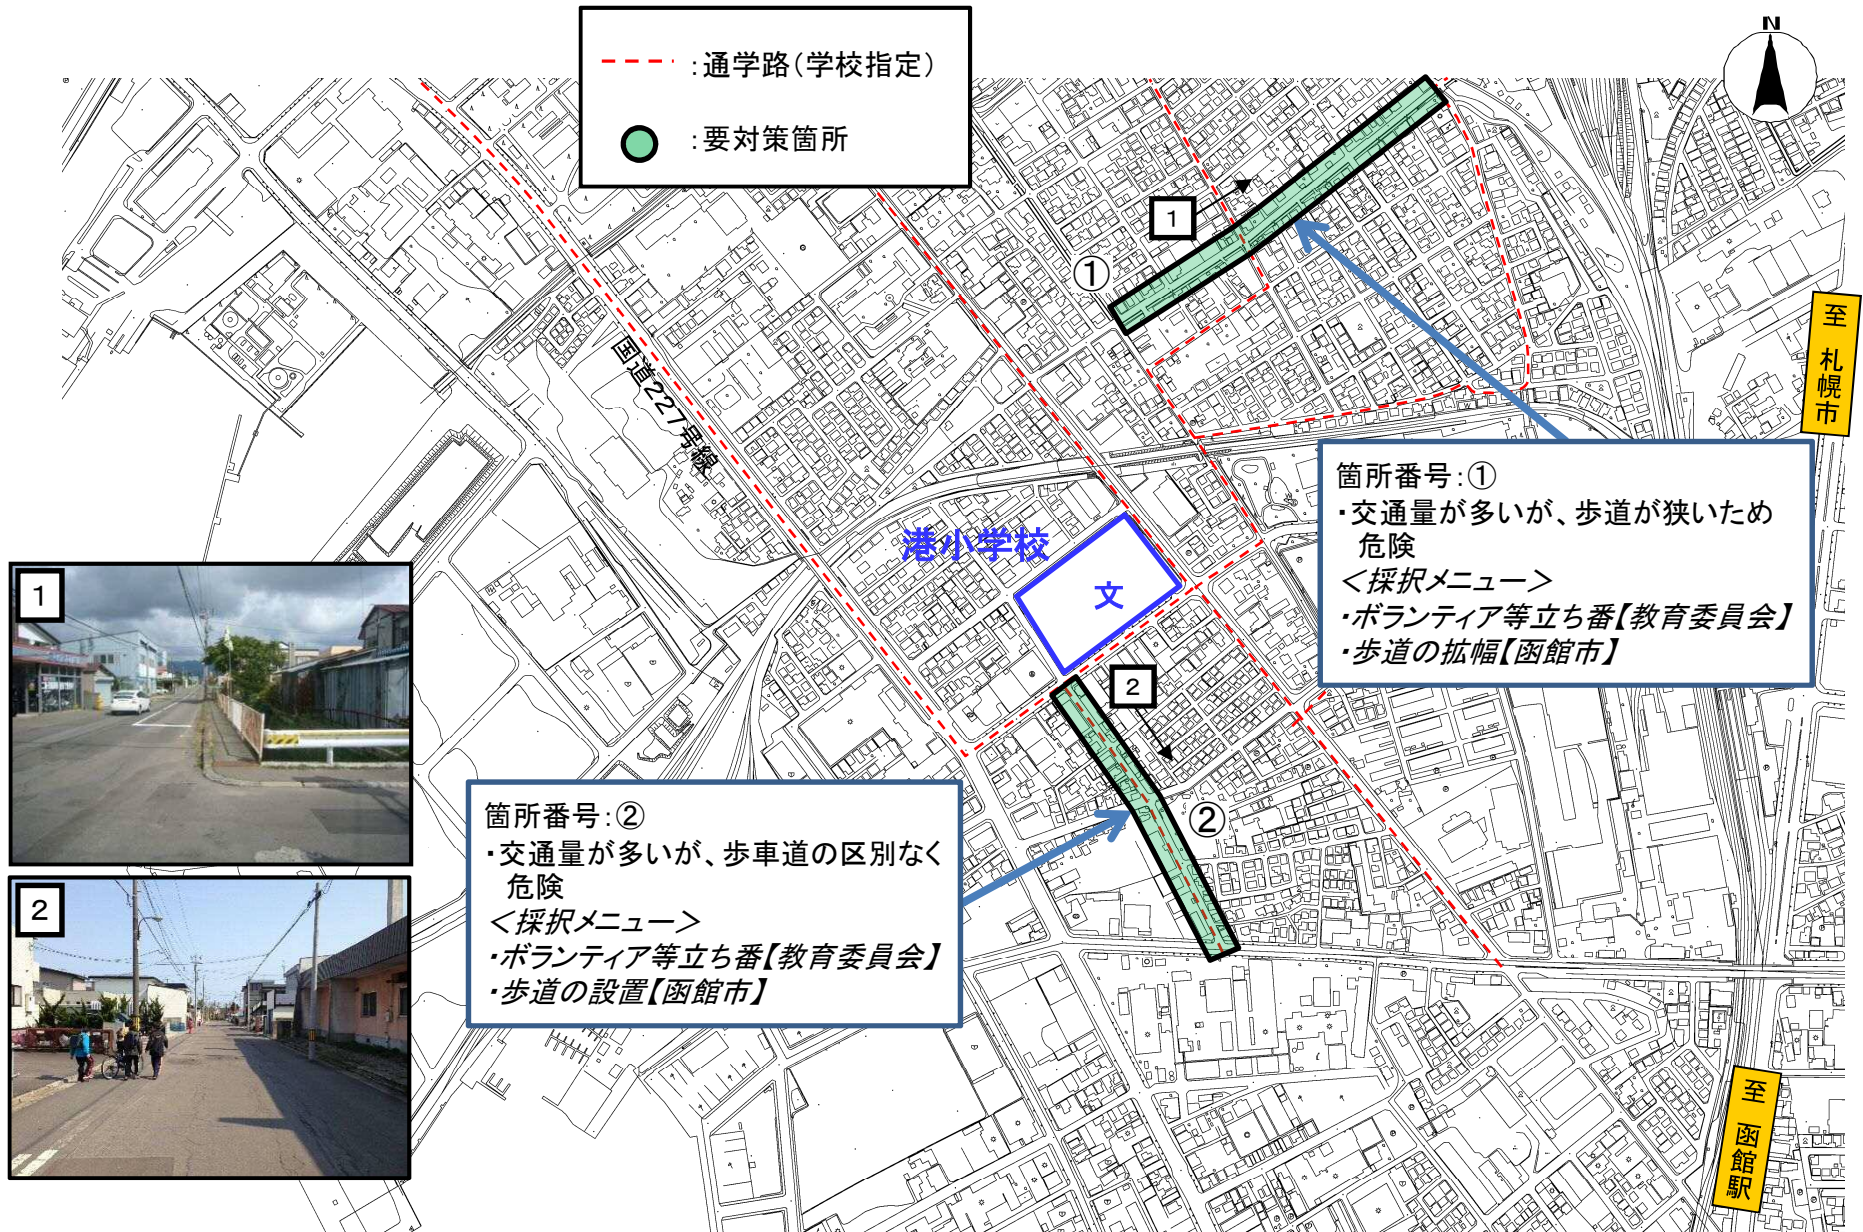 ：通学路（学校指定）
：要対策箇所
N
1
①
至 札幌市
国道227号線
港小学校
文
箇所番号：①
・交通量が多いが、歩道が狭いため
危険
＜採択メニュー＞
・ボランティア等立ち番【教育委員会】
・歩道の拡幅【函館市】
1
2
②
箇所番号：②
・交通量が多いが、歩車道の区別なく
危険
＜採択メニュー＞
・ボランティア等立ち番【教育委員会】
・歩道の設置【函館市】
2
至 函館駅